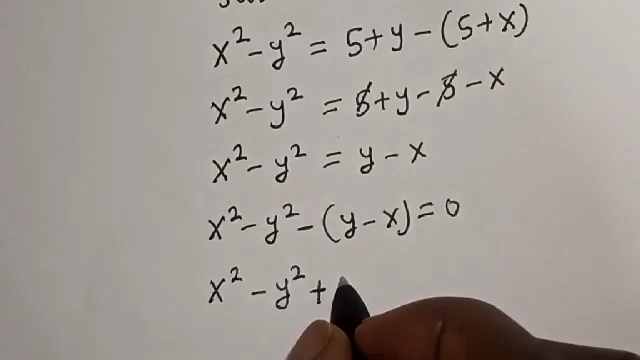 x² - y² = 5 + y - (5 + x)
x² - y² = 5 + y - 5 - x
x² - y² = y - x
x² - y² - (y - x) = 0
x² - y² +